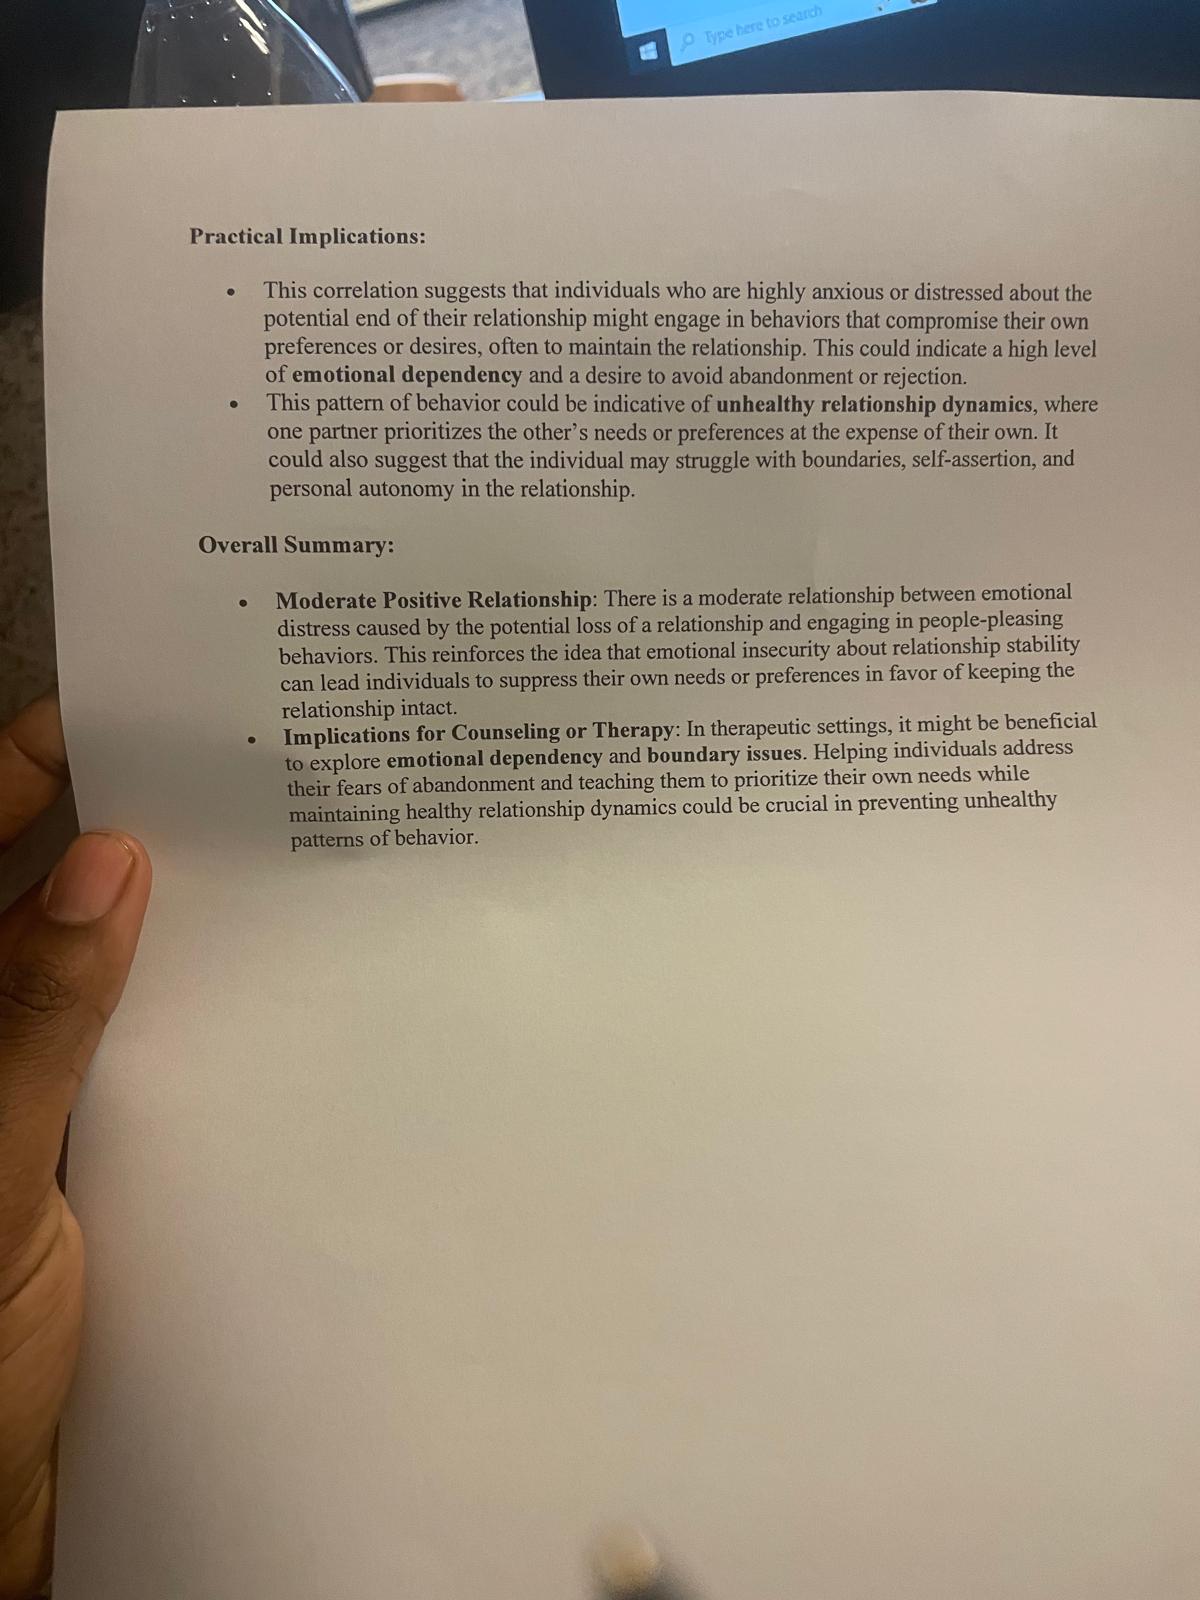 Type here to search
Practical Implications:
• This correlation suggests that individuals who are highly anxious or distressed about the
potential end of their relationship might engage in behaviors that compromise their own
preferences or desires, often to maintain the relationship. This could indicate a high level
of emotional dependency and a desire to avoid abandonment or rejection.
• This pattern of behavior could be indicative of unhealthy relationship dynamics, where
one partner prioritizes the other’s needs or preferences at the expense of their own. It
could also suggest that the individual may struggle with boundaries, self-assertion, and
personal autonomy in the relationship.
Overall Summary:
• Moderate Positive Relationship: There is a moderate relationship between emotional
distress caused by the potential loss of a relationship and engaging in people-pleasing
behaviors. This reinforces the idea that emotional insecurity about relationship stability
can lead individuals to suppress their own needs or preferences in favor of keeping the
relationship intact.
• Implications for Counseling or Therapy: In therapeutic settings, it might be beneficial
to explore emotional dependency and boundary issues. Helping individuals address
their fears of abandonment and teaching them to prioritize their own needs while
maintaining healthy relationship dynamics could be crucial in preventing unhealthy
patterns of behavior.